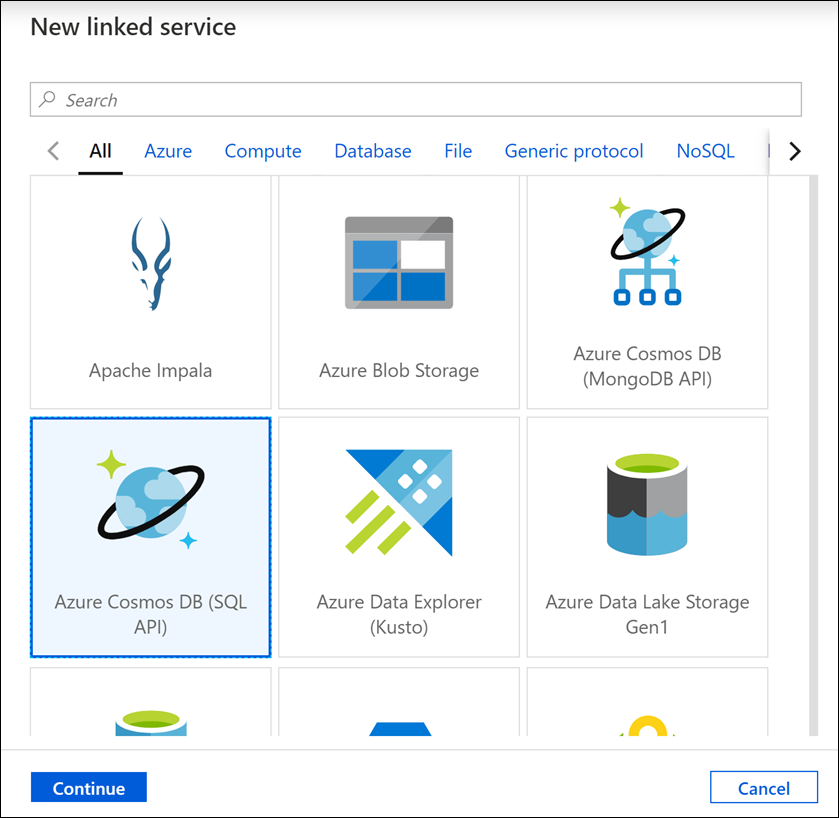 New linked service
Search
All Azure Compute Database File Generic protocol NoSQL
Apache Impala
Azure Blob Storage
Azure Cosmos DB
(MongoDB API)
Azure Cosmos DB (SQL
API)
Azure Data Explorer
(Kusto)
Azure Data Lake Storage
Gen1
Continue
Cancel